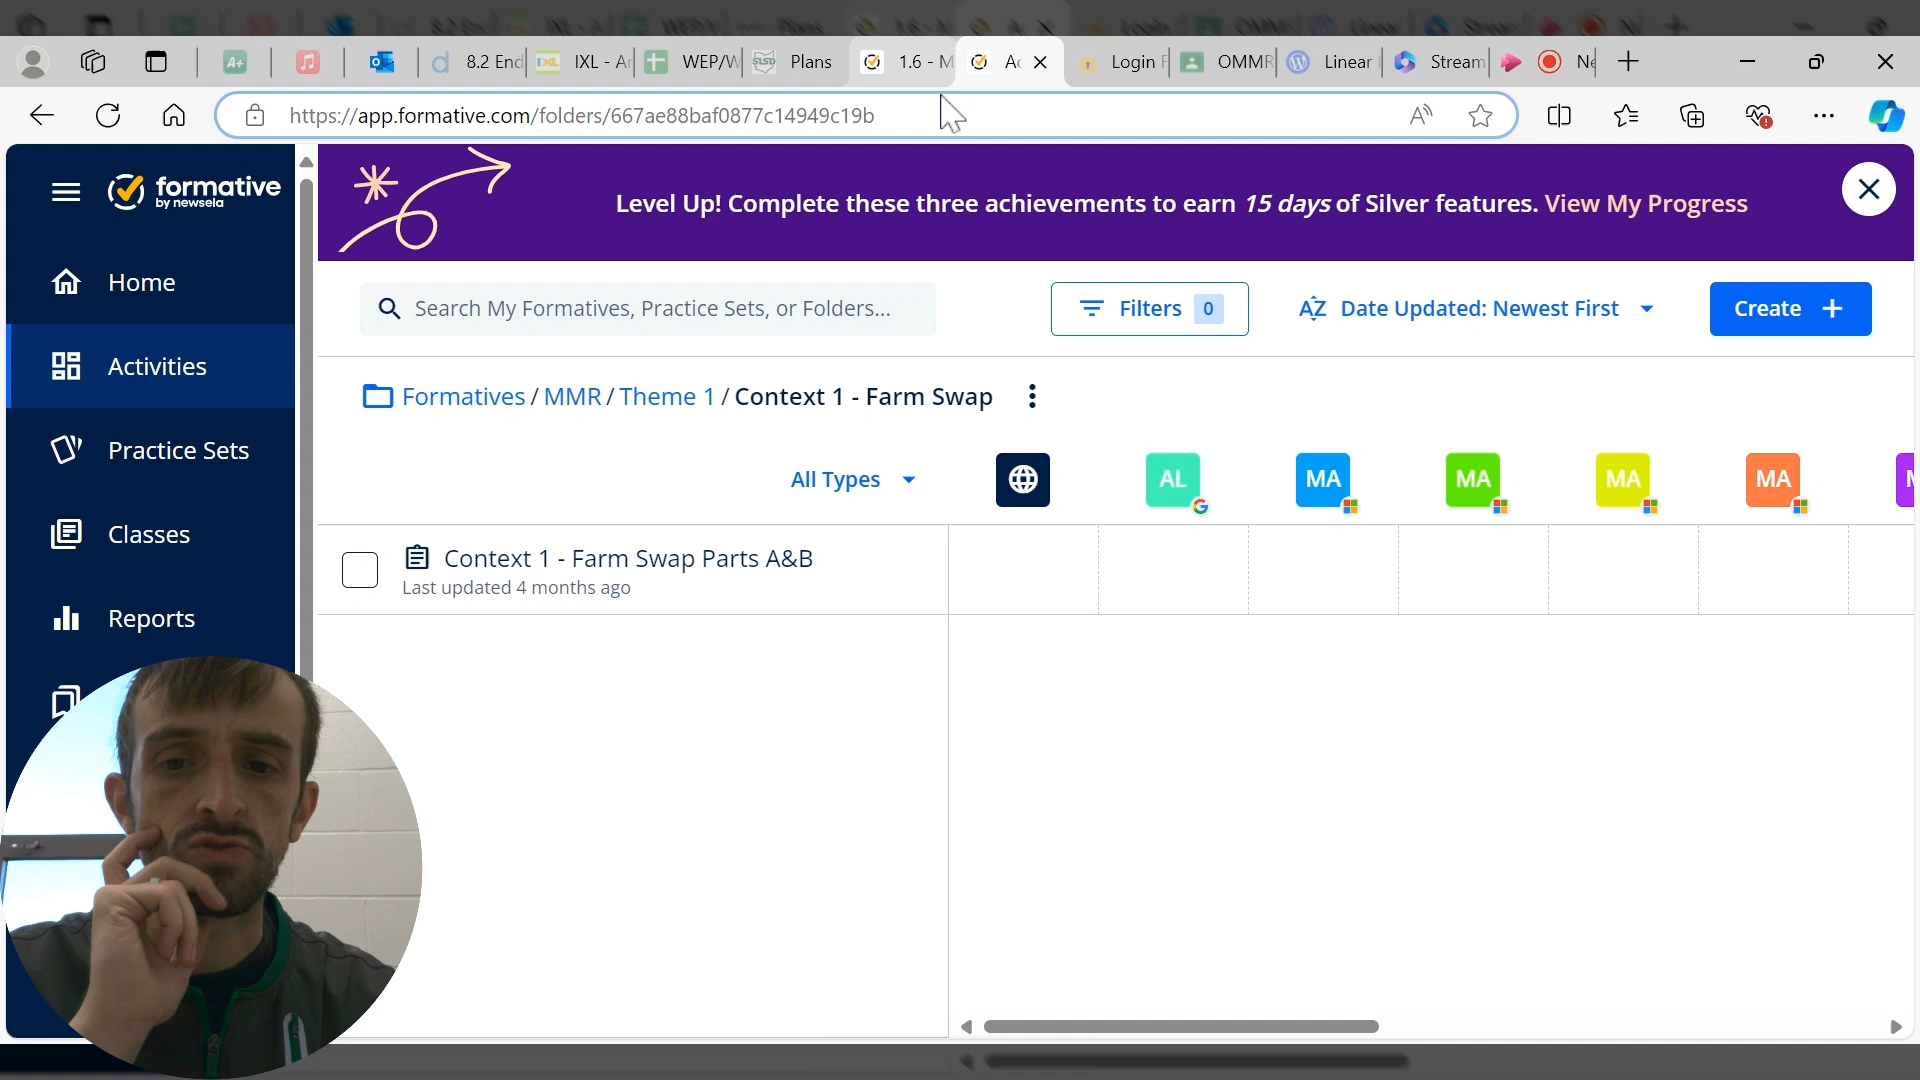 A+
8.2 End
IXL - Ar
WEP/W
SLSD
Plans
1.6 - M
Ac
Login F
OMMR
Linear
Stream
Ne
https://app.formative.com/folders/667ae88baf0877c14949c19b
formative
by newsela
Level Up! Complete these three achievements to earn 15 days of Silver features. View My Progress
Home
Activities
Practice Sets
Classes
Reports
Search My Formatives, Practice Sets, or Folders...
Filters 0
AZ Date Updated: Newest First
Create +
Formatives / MMR / Theme 1 / Context 1 - Farm Swap
All Types
AL
MA
MA
MA
MA
Context 1 - Farm Swap Parts A&B
Last updated 4 months ago